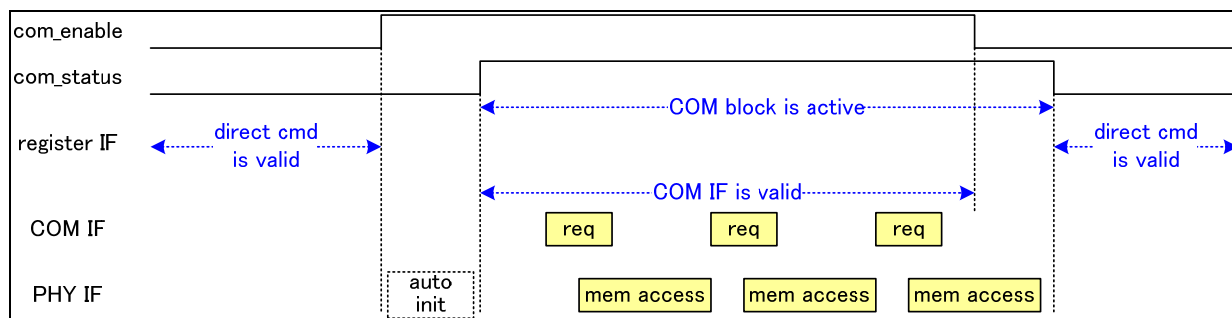 com_enable
com_status
COM block is active
register IF
direct cmd
is valid
direct cmd
is valid
COM IF is valid
COM IF
req
req
req
PHY IF
auto
init
mem access
mem access
mem access